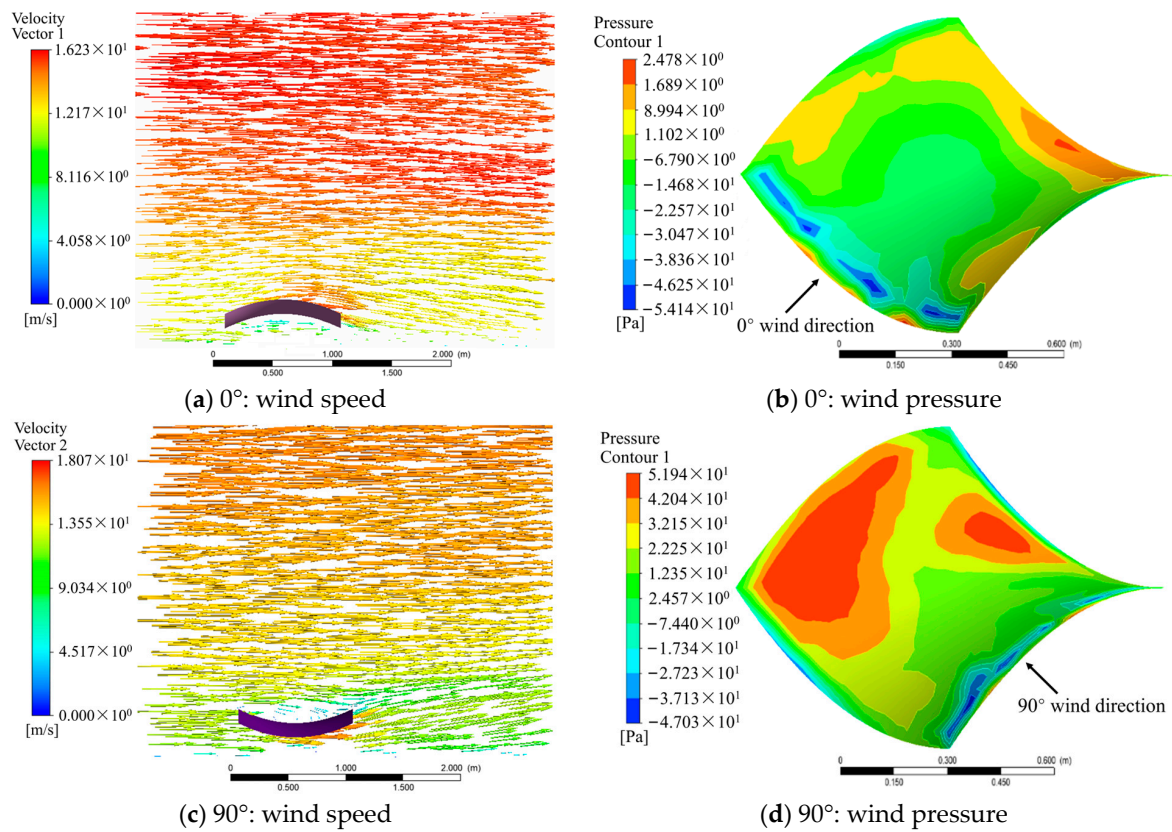 Velocity
Vector 1
1.623×10¹
1.217×10¹
8.116×10⁰
4.058×10⁰
0.000×10⁰
[m/s]
0 1.000 2.000 (m)
0.500 1.500
(a) 0°: wind speed
Pressure
Contour 1
2.478×10⁰
1.689×10⁰
8.994×10⁰
1.102×10⁰
−6.790×10⁰
−1.468×10¹
−2.257×10¹
−3.047×10¹
−3.836×10¹
−4.625×10¹
−5.414×10¹
[Pa]
0° wind direction
0 0.300 0.600 (m)
0.150 0.450
(b) 0°: wind pressure
Velocity
Vector 2
1.807×10¹
1.355×10¹
9.034×10⁰
4.517×10⁰
0.000×10⁰
[m/s]
0 1.000 2.000 (m)
0.500 1.500
(c) 90°: wind speed
Pressure
Contour 1
5.194×10¹
4.204×10¹
3.215×10¹
2.225×10¹
1.235×10¹
2.457×10⁰
−7.440×10⁰
−1.734×10¹
−2.723×10¹
−3.713×10¹
−4.703×10¹
[Pa]
90° wind direction
0 0.300 0.600 (m)
0.150 0.450
(d) 90°: wind pressure